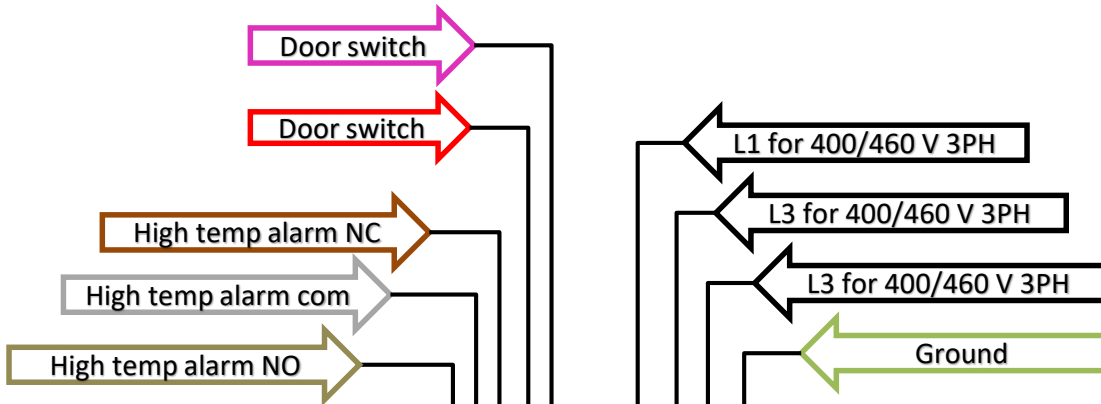 Door switch
Door switch
High temp alarm NC
High temp alarm com
High temp alarm NO
L1 for 400/460 V 3PH
L3 for 400/460 V 3PH
L3 for 400/460 V 3PH
Ground